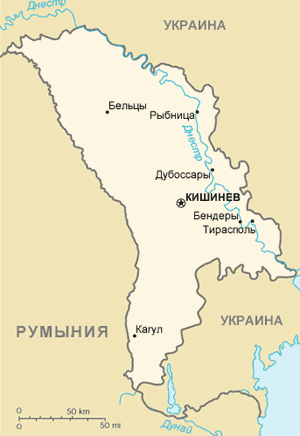 Днестр
УКРАИНА
Бельцы
Рыбница
Днестр
Дубоссары
КИШИНЕВ
Бендеры
Тирасполь
РУМЫНИЯ
УКРАИНА
Кагул
0 50 km
0 50 mi
Дунай